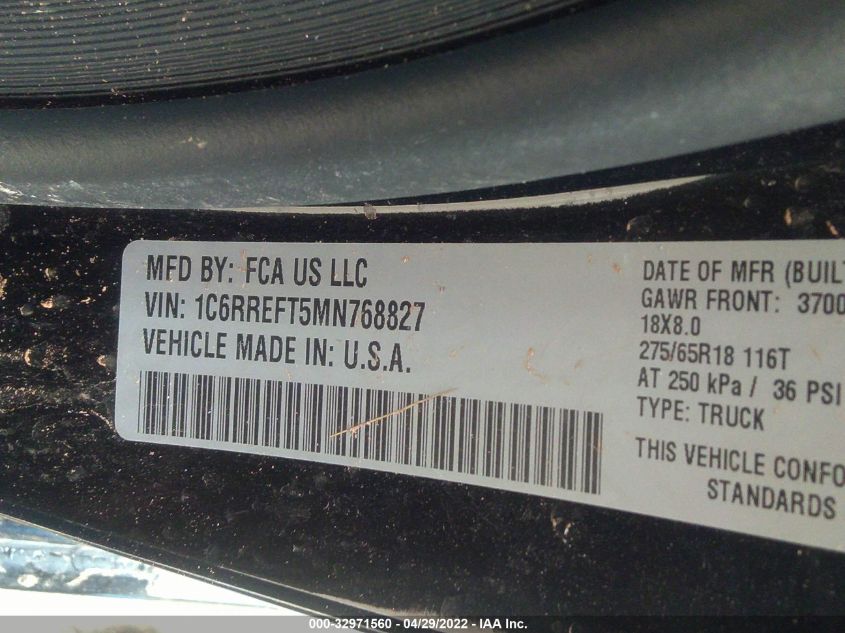 MFD BY: FCA US LLC
VIN: 1C6RREFT5MN768827
VEHICLE MADE IN: U.S.A.
DATE OF MFR (BUILT
GAWR FRONT: 3700
18X8.0
275/65R18 116T
AT 250 kPa / 36 PSI
TYPE: TRUCK
THIS VEHICLE CONFO
STANDARDS
000-32971560 - 04/29/2022 - IAA Inc.